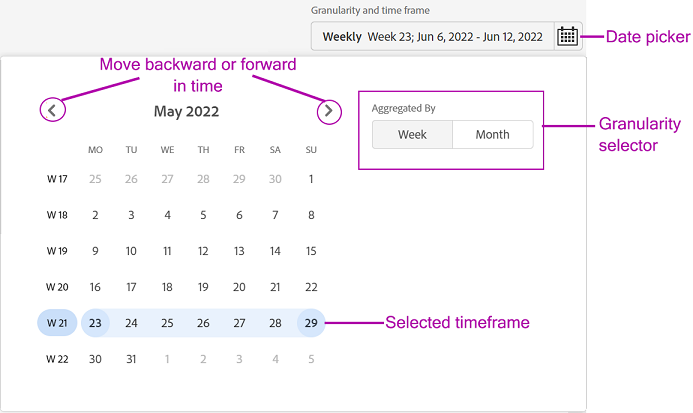 Granularity and time frame
Weekly Week 23; Jun 6, 2022 - Jun 12, 2022
Date picker
Move backward or forward
in time
May 2022
Aggregated By
Week Month
Granularity
selector
MO TU WE TH FR SA SU
W 17 25 26 27 28 29 30 1
W 18 2 3 4 5 6 7 8
W 19 9 10 11 12 13 14 15
W 20 16 17 18 19 20 21 22
W 21 23 24 25 26 27 28 29
Selected timeframe
W 22 30 31 1 2 3 4 5